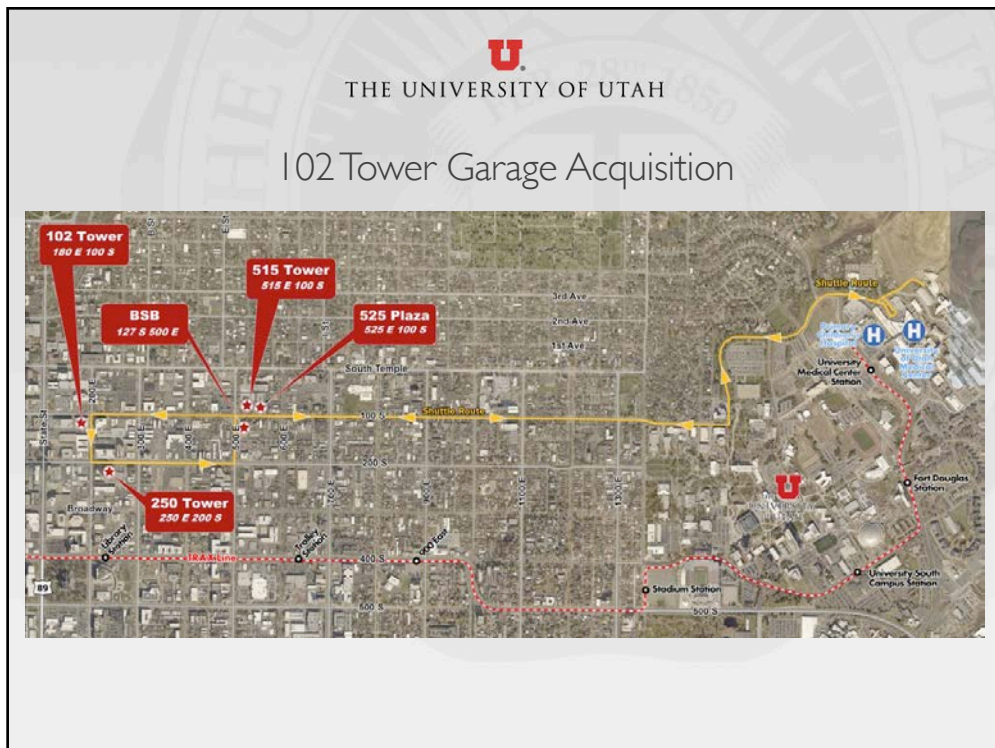 U
THE UNIVERSITY OF UTAH
102 Tower Garage Acquisition
102 Tower
180 E 100 S
515 Tower
515 E 100 S
BSB
127 S 500 E
525 Plaza
525 E 100 S
3rd Ave
2nd Ave
1st Ave
South Temple
State St
200 E
100 S
Shuttle Route
Shuttle Route
H
H
University
Medical Center
Station
300 E
400 E
500 E
600 E
200 S
700 E
900 E
1100 E
1300 E
U
Fort Douglas
Station
250 Tower
250 E 200 S
Broadway
Library
Station
TRAX Line
Trolley
Station
400 S
900 East
89
500 S
Stadium Station
500 S
University South
Campus Station